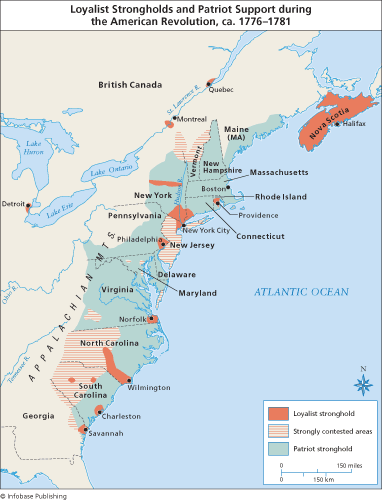 Loyalist Strongholds and Patriot Support during
the American Revolution, ca. 1776–1781
British Canada
St. Lawrence R.
Quebec
Montreal
Nova Scotia
Halifax
Maine
(MA)
Vermont
New
Hampshire
Lake
Huron
Lake Ontario
Massachusetts
Boston
New York
Rhode Island
Detroit
Lake Erie
Pennsylvania
Providence
New York City
Connecticut
Philadelphia
New Jersey
APPALACHIAN MTS.
Delaware
Maryland
Virginia
ATLANTIC OCEAN
Ohio R.
Norfolk
Tennessee R.
North Carolina
Wilmington
South
Carolina
Georgia
Charleston
Savannah
N
Loyalist stronghold
Strongly contested areas
Patriot stronghold
0 150 miles
0 150 km
© Infobase Publishing